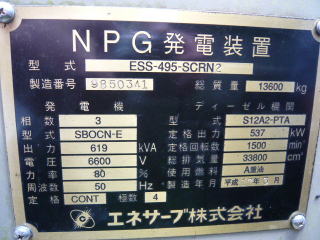 NPG発電装置
型式 ESS-495-SCRN2
製造番号 9850341 総質量 13600 kg
発電機 ディーゼル機関
相数 3 型式 S12A2-PTA
型式 SBOCN-E 定格出力 537 kW
出力 619 kVA 定格回転数 1500 min
電圧 6600 V 総排気量 33800 cm³
力率 80 % 使用燃料 A重油
周波数 50 Hz 製造年月 平成 年 月
定格 CONT 極数 4
エネサーブ株式会社